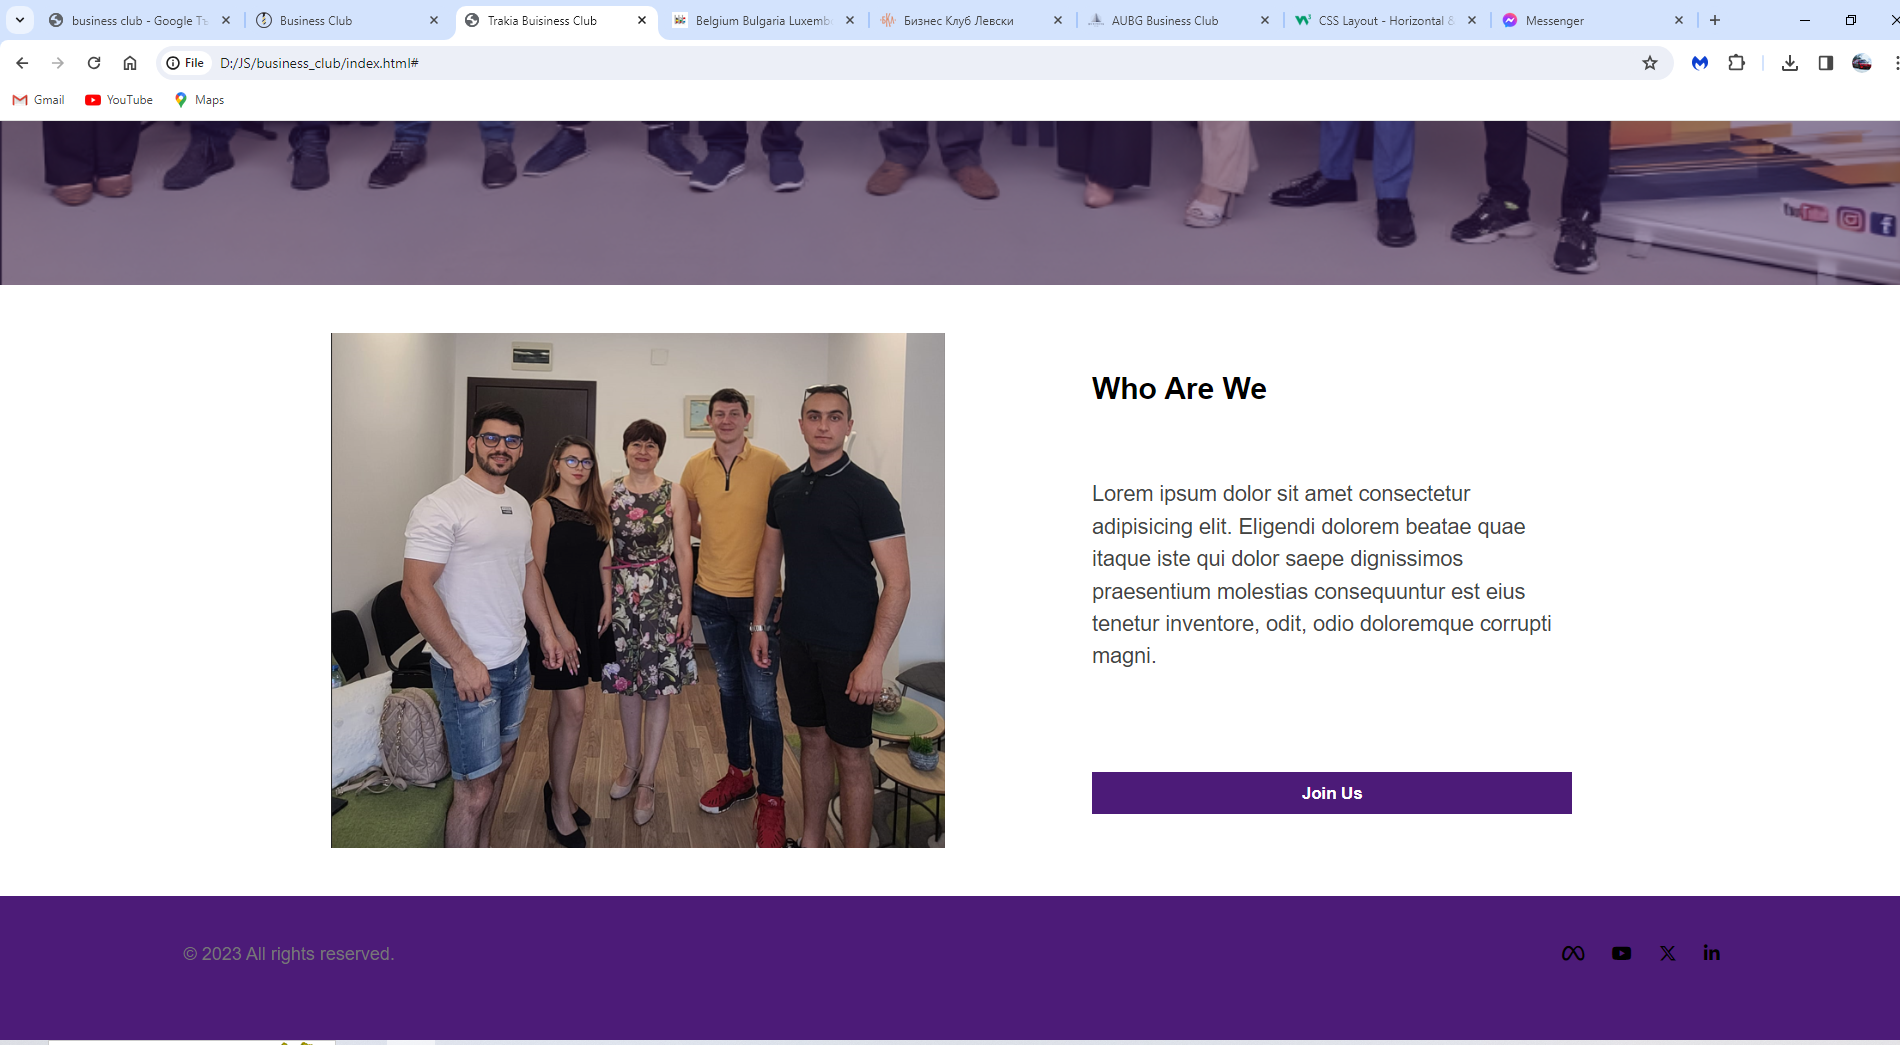 business club - Google Тъ
Business Club
Trakia Buisiness Club
Belgium Bulgaria Luxemb
Бизнес Клуб Левски
AUBG Business Club
CSS Layout - Horizontal &
Messenger
File
D:/JS/business_club/index.html#
Gmail
YouTube
Maps
Who Are We
Lorem ipsum dolor sit amet consectetur
adipisicing elit. Eligendi dolorem beatae quae
itaque iste qui dolor saepe dignissimos
praesentium molestias consequuntur est eius
tenetur inventore, odit, odio doloremque corrupti
magni.
Join Us
© 2023 All rights reserved.